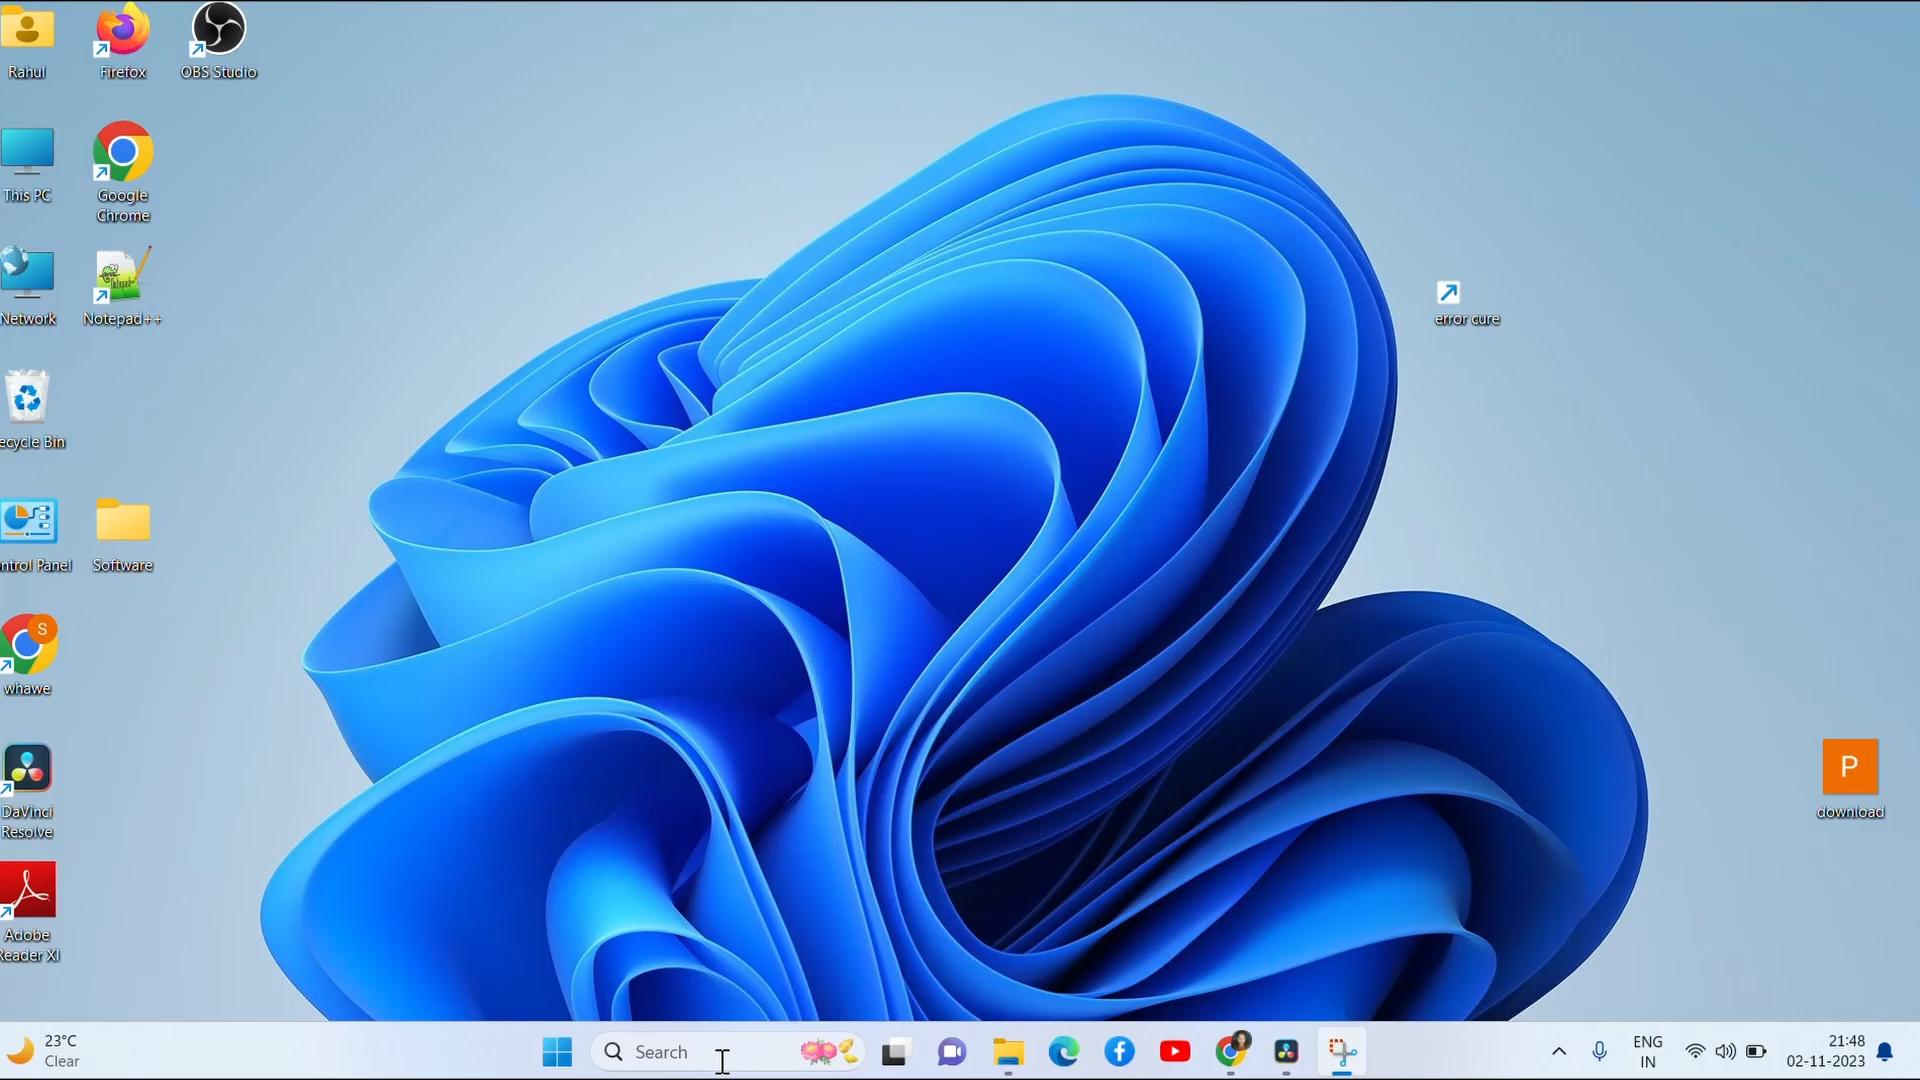 Rahul
Firefox
OBS Studio
This PC
Google
Chrome
Network
Notepad++
ecycle Bin
error cure
ntrol Panel
Software
S
whawe
DaVinci
Resolve
P
download
Adobe
Reader XI
23°C
Clear
Search
ENG
IN
21:48
02-11-2023